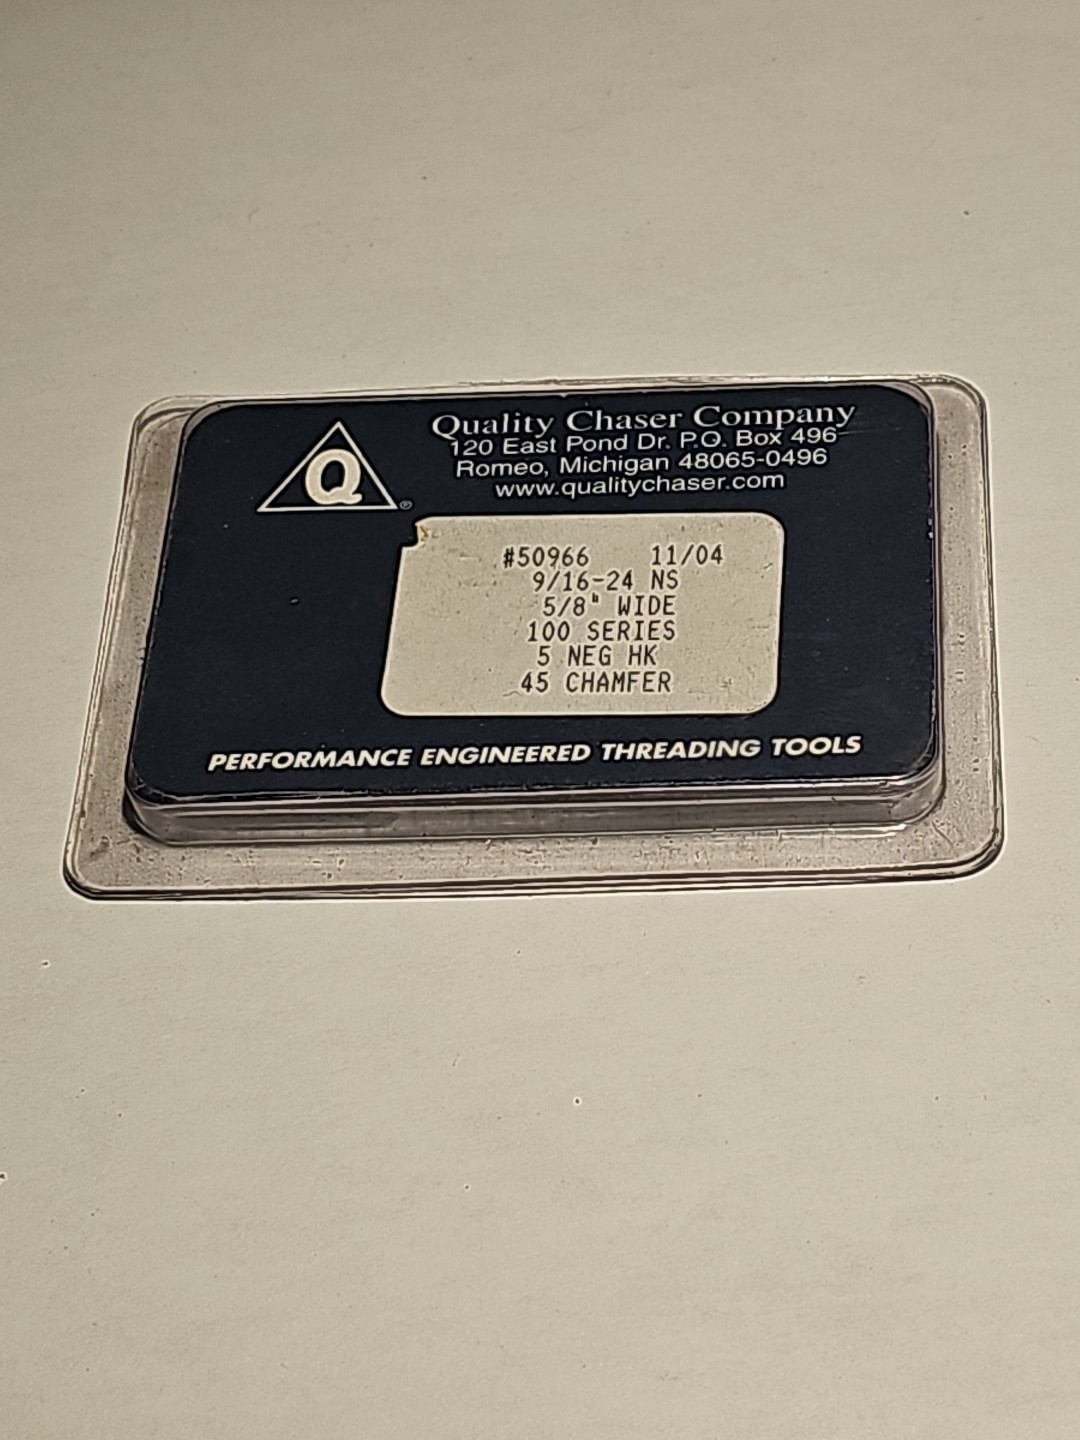 Quality Chaser Company
120 East Pond Dr. P.O. Box 496
Romeo, Michigan 48065-0496
www.qualitychaser.com
Q ®
#50966 11/04
9/16-24 NS
5/8" WIDE
100 SERIES
5 NEG HK
45 CHAMFER
PERFORMANCE ENGINEERED THREADING TOOLS